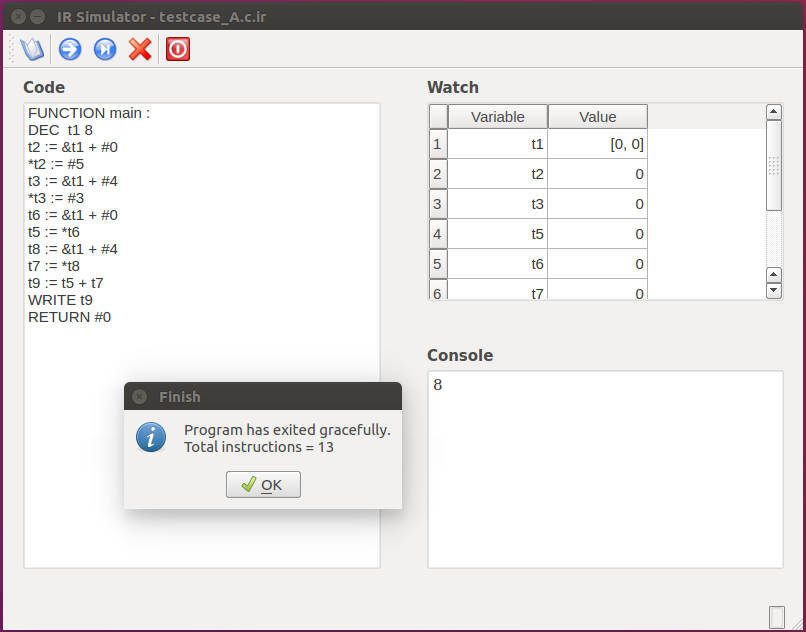 IR Simulator - testcase_A.c.ir
Code
FUNCTION main :
DEC  t1 8
t2 := &t1 + #0
*t2 := #5
t3 := &t1 + #4
*t3 := #3
t6 := &t1 + #0
t5 := *t6
t8 := &t1 + #4
t7 := *t8
t9 := t5 + t7
WRITE t9
RETURN #0
Watch
Variable Value
1 t1 [0, 0]
2 t2 0
3 t3 0
4 t5 0
5 t6 0
6 t7 0
Console
8
Finish
Program has exited gracefully.
Total instructions = 13
OK